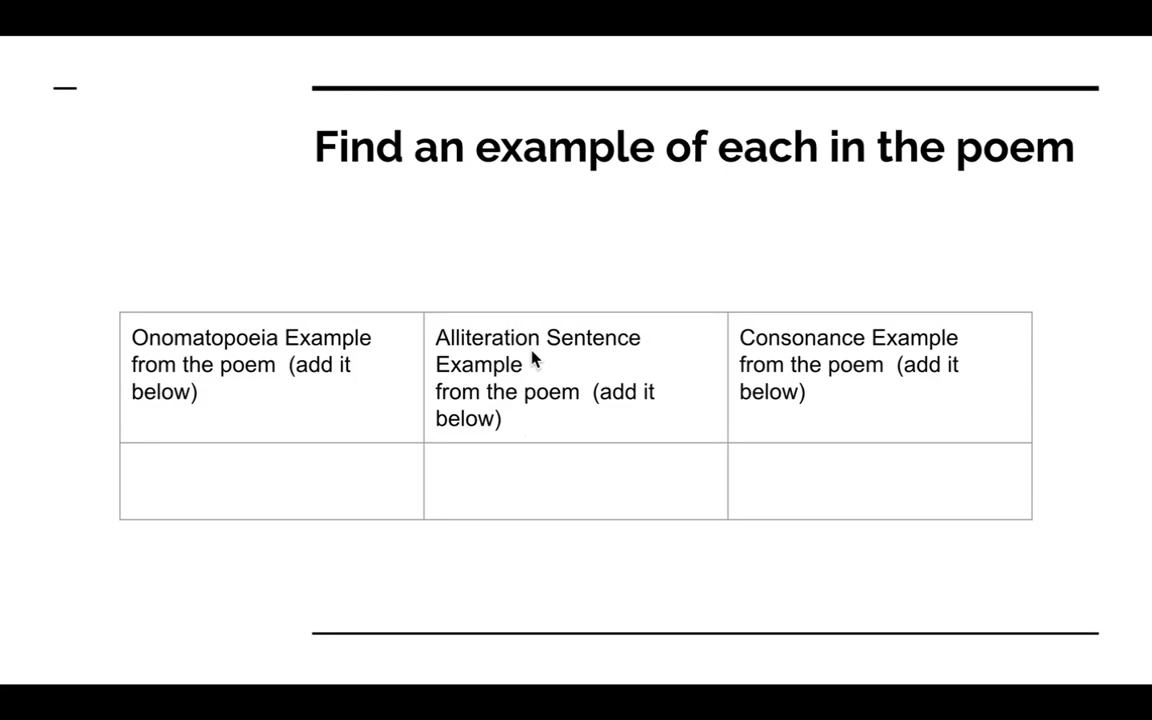 Find an example of each in the poem
Onomatopoeia Example
from the poem  (add it
below)
Alliteration Sentence
Example
from the poem  (add it
below)
Consonance Example
from the poem  (add it
below)